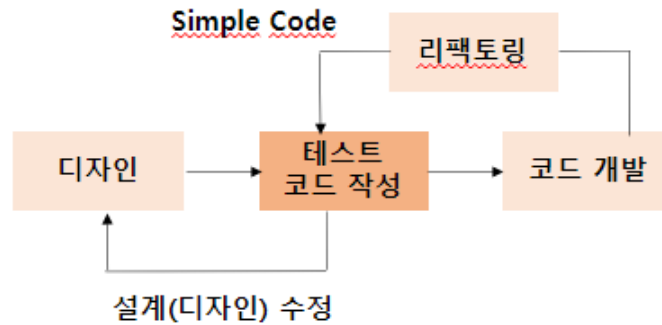 Simple Code
리팩토링
디자인
테스트
코드 작성
코드 개발
설계(디자인) 수정